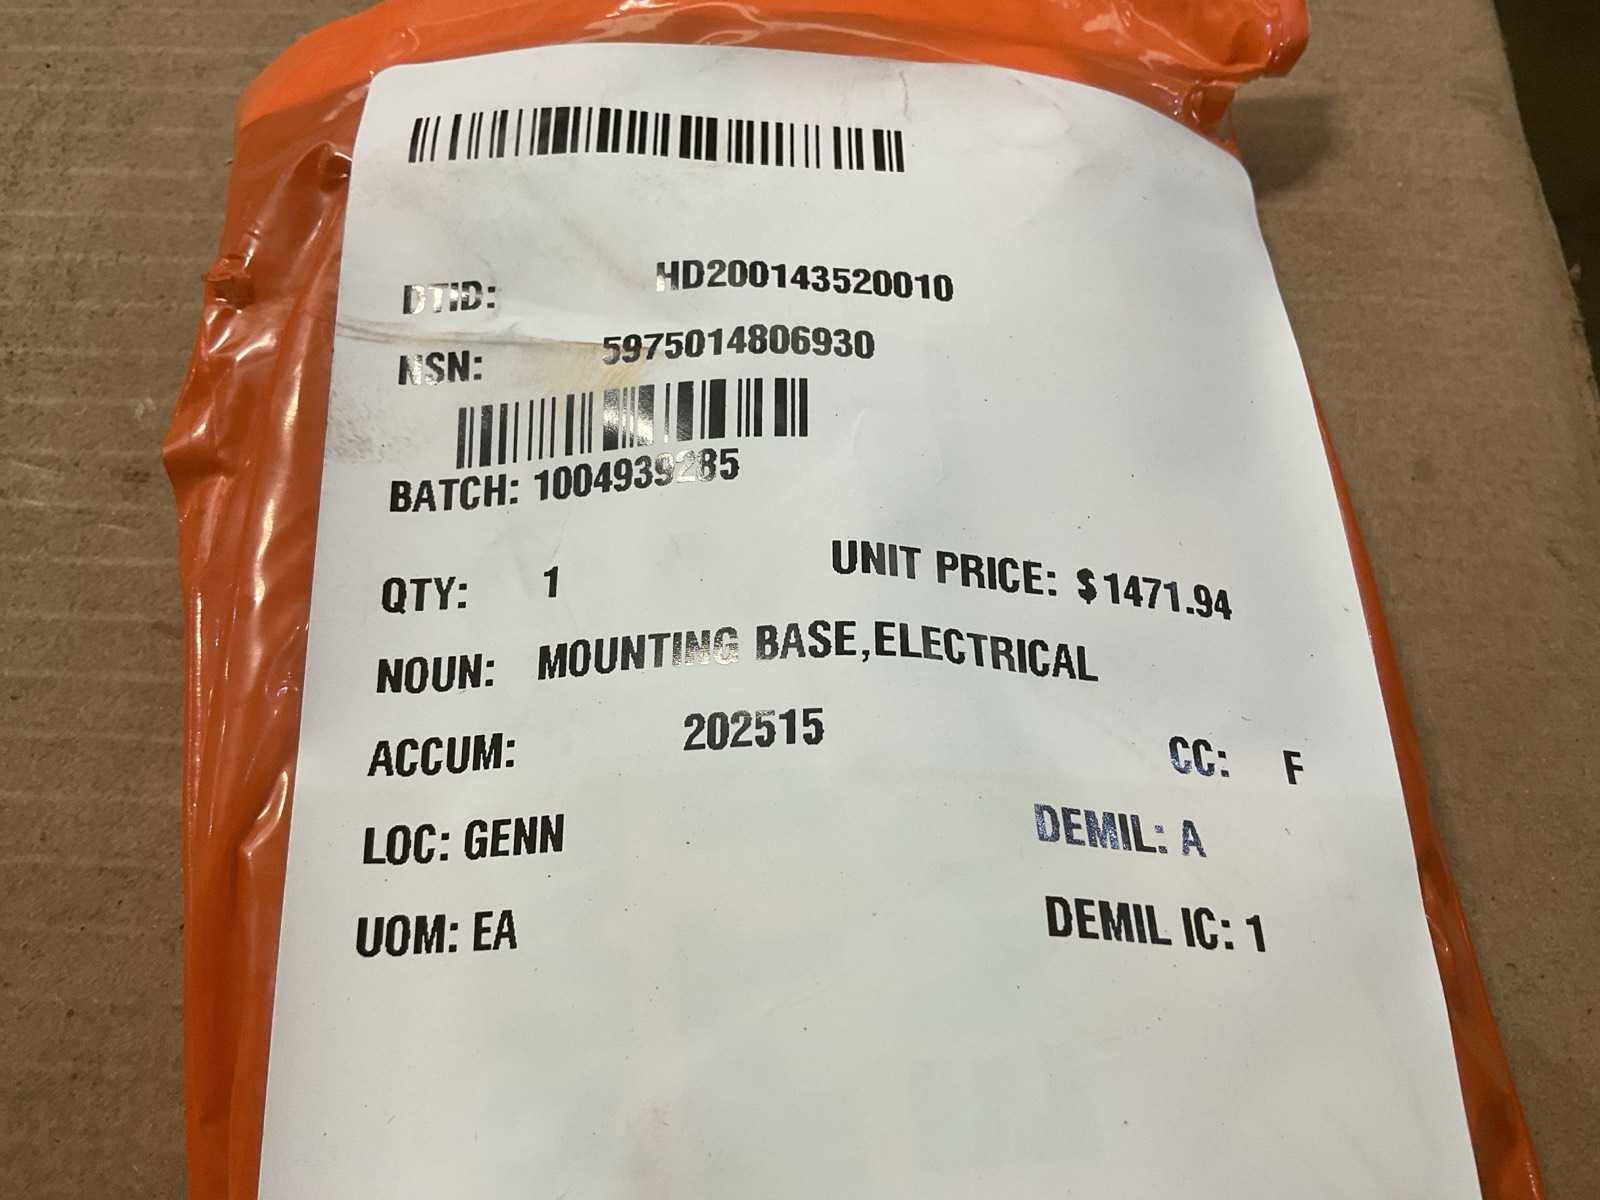 DTID: HD200143520010
NSN: 5975014806930
BATCH: 1004939285
QTY: 1 UNIT PRICE: $1471.94
NOUN: MOUNTING BASE,ELECTRICAL
ACCUM: 202515 CC: F
LOC: GENN DEMIL: A
UOM: EA DEMIL IC: 1